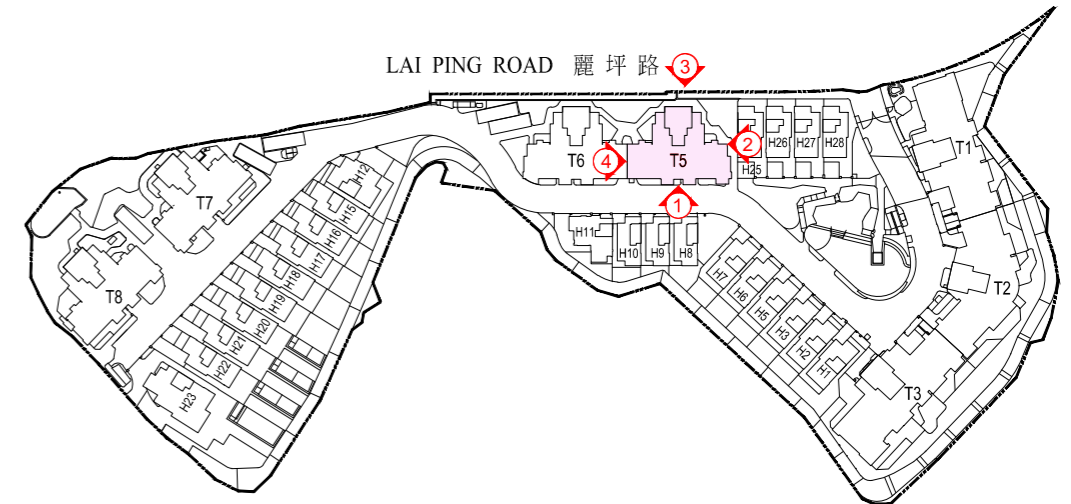 LAI PING ROAD 麗坪路
3
T1
H26
H27
H28
2
T6
4
T5
H25
H12
H15
T7
1
H16
H11
H10
H9
H8
H17
H18
H7
T8
H19
H6
T2
H20
H5
H21
H3
H22
H2
H1
H23
T3